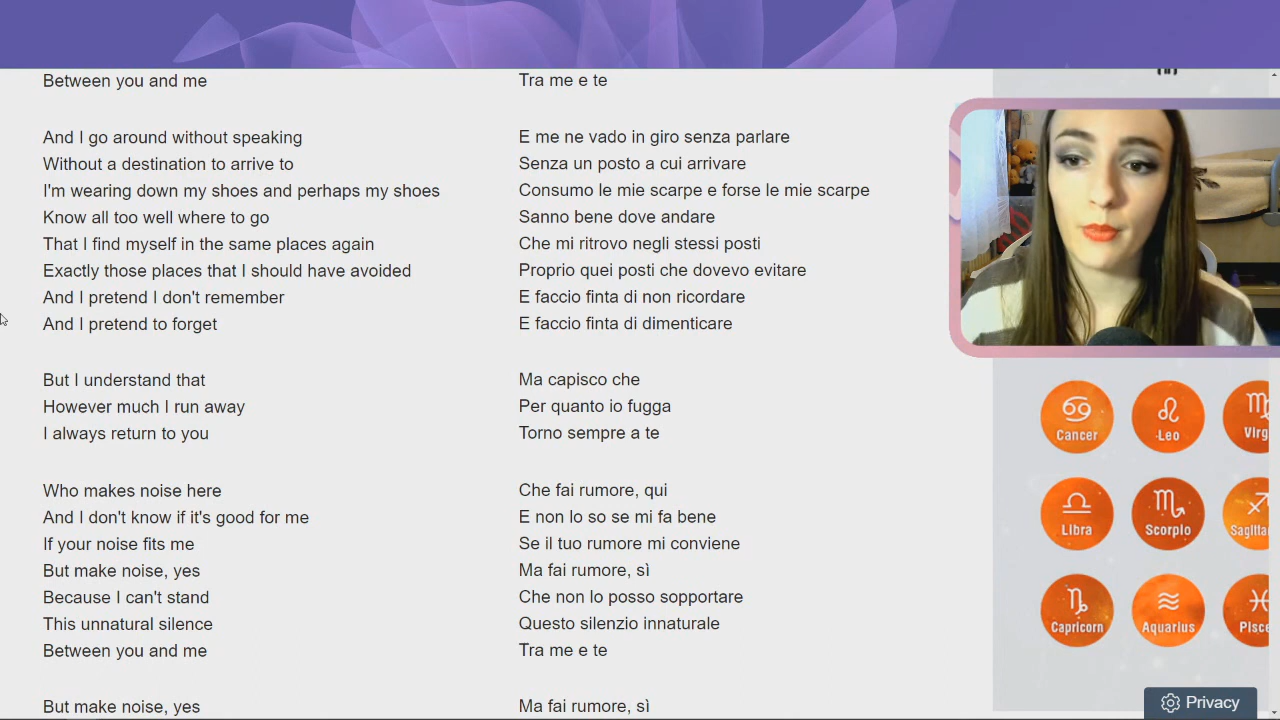 Between you and me
And I go around without speaking
Without a destination to arrive to
I'm wearing down my shoes and perhaps my shoes
Know all too well where to go
That I find myself in the same places again
Exactly those places that I should have avoided
And I pretend I don't remember
And I pretend to forget
But I understand that
However much I run away
I always return to you
Who makes noise here
And I don't know if it's good for me
If your noise fits me
But make noise, yes
Because I can't stand
This unnatural silence
Between you and me
But make noise, yes
Tra me e te
E me ne vado in giro senza parlare
Senza un posto a cui arrivare
Consumo le mie scarpe e forse le mie scarpe
Sanno bene dove andare
Che mi ritrovo negli stessi posti
Proprio quei posti che dovevo evitare
E faccio finta di non ricordare
E faccio finta di dimenticare
Ma capisco che
Per quanto io fugga
Torno sempre a te
Che fai rumore, qui
E non lo so se mi fa bene
Se il tuo rumore mi conviene
Ma fai rumore, sì
Che non lo posso sopportare
Questo silenzio innaturale
Tra me e te
Ma fai rumore, sì
Cancer
Leo
Virg
Libra
Scorpio
Sagitta
Capricorn
Aquarius
Pisce
Privacy